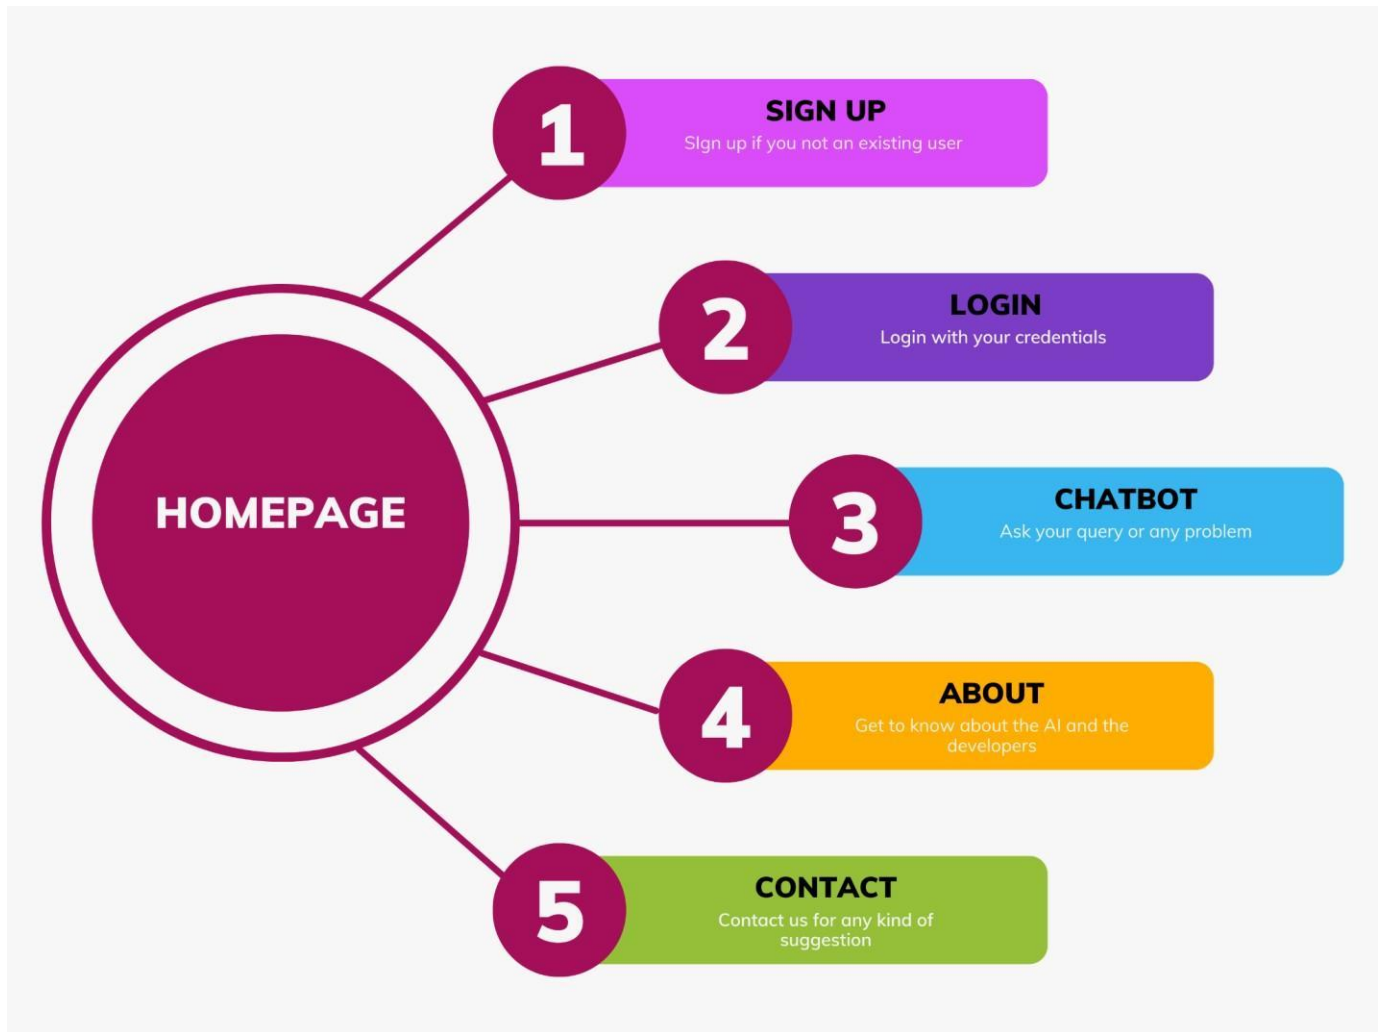 1
SIGN UP
SIgn up if you not an existing user
2
LOGIN
Login with your credentials
HOMEPAGE
3
CHATBOT
Ask your query or any problem
4
ABOUT
Get to know about the AI and the
developers
5
CONTACT
Contact us for any kind of
suggestion